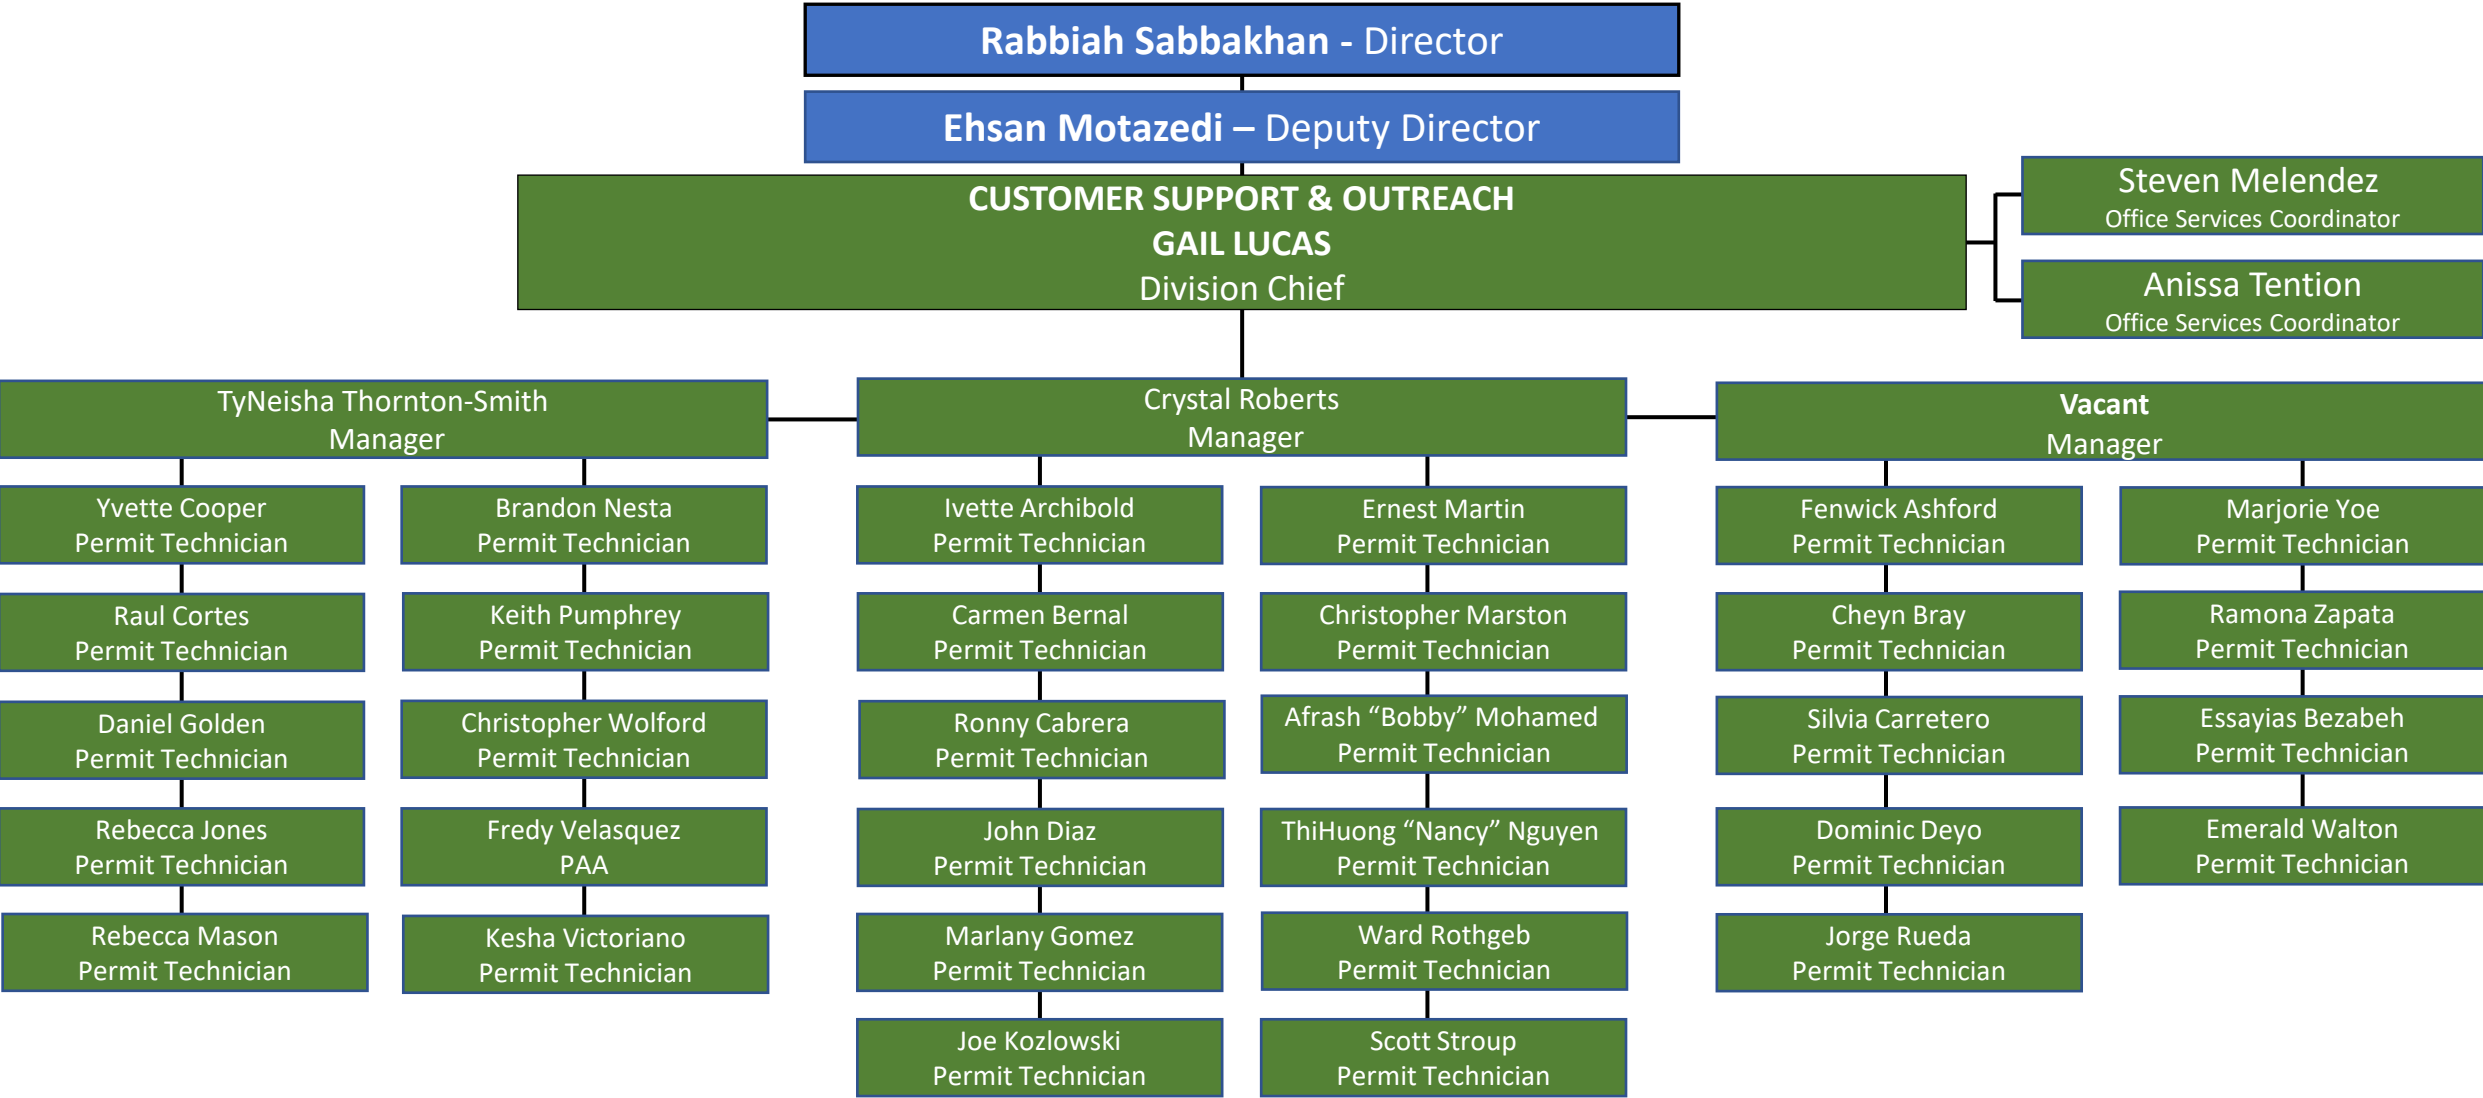 Rabbiah Sabbakhan - Director
Ehsan Motazedi – Deputy Director
CUSTOMER SUPPORT & OUTREACH
GAIL LUCAS
Division Chief
Steven Melendez
Office Services Coordinator
Anissa Tention
Office Services Coordinator
TyNeisha Thornton-Smith
Manager
Yvette Cooper
Permit Technician
Raul Cortes
Permit Technician
Daniel Golden
Permit Technician
Rebecca Jones
Permit Technician
Rebecca Mason
Permit Technician
Brandon Nesta
Permit Technician
Keith Pumphrey
Permit Technician
Christopher Wolford
Permit Technician
Fredy Velasquez
PAA
Kesha Victoriano
Permit Technician
Crystal Roberts
Manager
Ivette Archibold
Permit Technician
Carmen Bernal
Permit Technician
Ronny Cabrera
Permit Technician
John Diaz
Permit Technician
Marlany Gomez
Permit Technician
Joe Kozlowski
Permit Technician
Ernest Martin
Permit Technician
Christopher Marston
Permit Technician
Afrash “Bobby” Mohamed
Permit Technician
ThiHuong “Nancy” Nguyen
Permit Technician
Ward Rothgeb
Permit Technician
Scott Stroup
Permit Technician
Vacant
Manager
Fenwick Ashford
Permit Technician
Cheyn Bray
Permit Technician
Silvia Carretero
Permit Technician
Dominic Deyo
Permit Technician
Jorge Rueda
Permit Technician
Marjorie Yoe
Permit Technician
Ramona Zapata
Permit Technician
Essayias Bezabeh
Permit Technician
Emerald Walton
Permit Technician